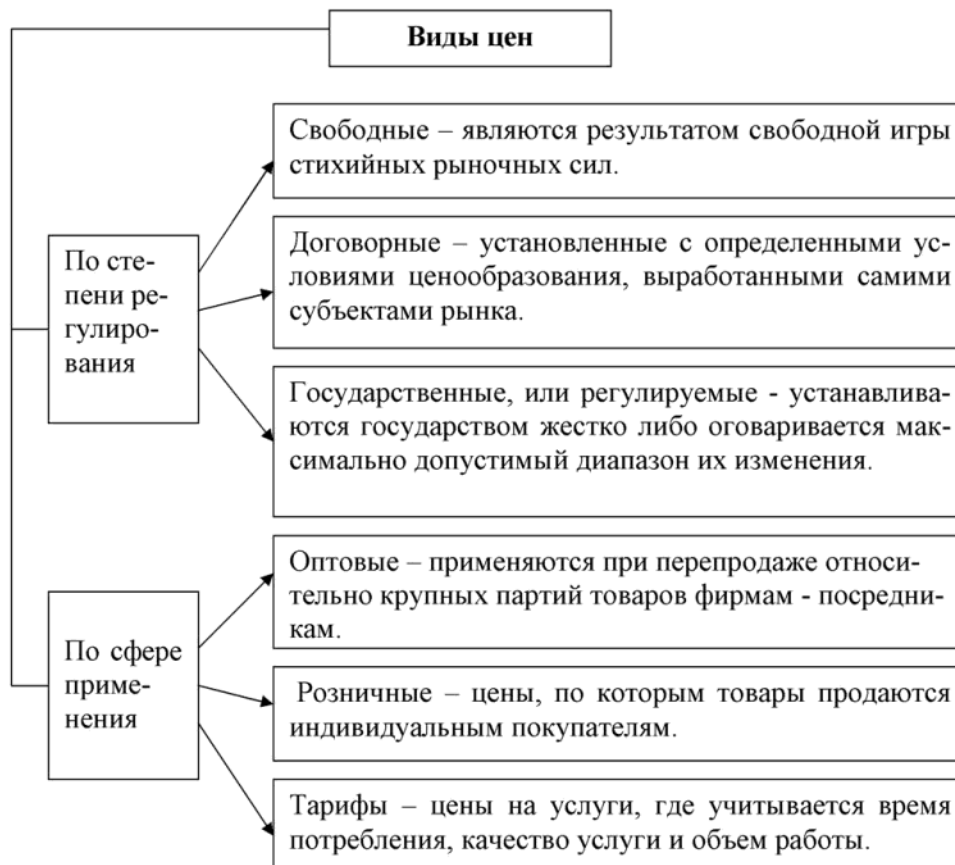 Виды цен
Свободные – являются результатом свободной игры
стихийных рыночных сил.
По сте-
пени ре-
гулиро-
вания
Договорные – установленные с определенными ус-
ловиями ценообразования, выработанными самими
субъектами рынка.
Государственные, или регулируемые - устанавлива-
ются государством жестко либо оговаривается мак-
симально допустимый диапазон их изменения.
По сфере
приме-
нения
Оптовые – применяются при перепродаже относи-
тельно крупных партий товаров фирмам - посредни-
кам.
Розничные – цены, по которым товары продаются
индивидуальным покупателям.
Тарифы – цены на услуги, где учитывается время
потребления, качество услуги и объем работы.